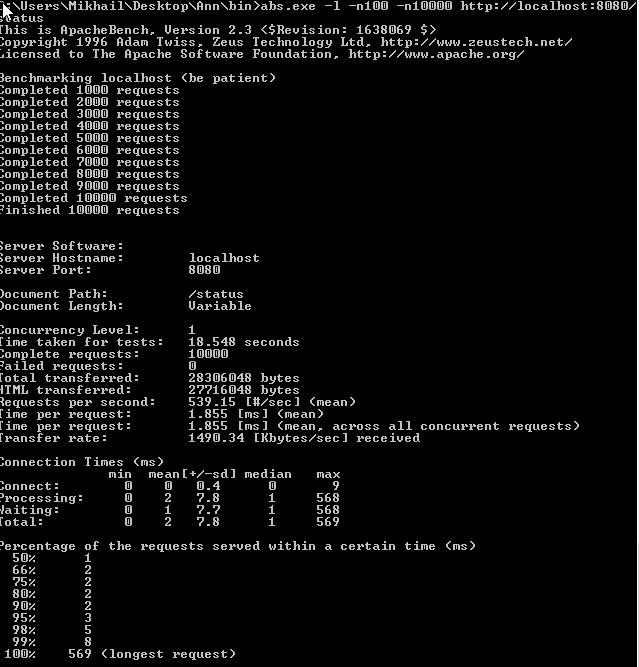 :\Users\Mikhail\Desktop\Ann\bin>abs.exe -l -n100 -n10000 http://localhost:8080/
status
This is ApacheBench, Version 2.3 <$Revision: 1638069 $>
Copyright 1996 Adam Twiss, Zeus Technology Ltd, http://www.zeustech.net/
Licensed to The Apache Software Foundation, http://www.apache.org/
Benchmarking localhost (be patient)
Completed 1000 requests
Completed 2000 requests
Completed 3000 requests
Completed 4000 requests
Completed 5000 requests
Completed 6000 requests
Completed 7000 requests
Completed 8000 requests
Completed 9000 requests
Completed 10000 requests
Finished 10000 requests
Server Software:
Server Hostname: localhost
Server Port: 8080
Document Path: /status
Document Length: Variable
Concurrency Level: 1
Time taken for tests: 18.548 seconds
Complete requests: 10000
Failed requests: 0
Total transferred: 28306048 bytes
HTML transferred: 27716048 bytes
Requests per second: 539.15 [#/sec] (mean)
Time per request: 1.855 [ms] (mean)
Time per request: 1.855 [ms] (mean, across all concurrent requests)
Transfer rate: 1490.34 [Kbytes/sec] received
Connection Times (ms)
min mean[+/-sd] median max
Connect: 0 0 0.4 0 9
Processing: 0 2 7.8 1 568
Waiting: 0 1 7.7 1 568
Total: 0 2 7.8 1 569
Percentage of the requests served within a certain time (ms)
50% 1
66% 2
75% 2
80% 2
90% 2
95% 3
98% 5
99% 8
100% 569 (longest request)